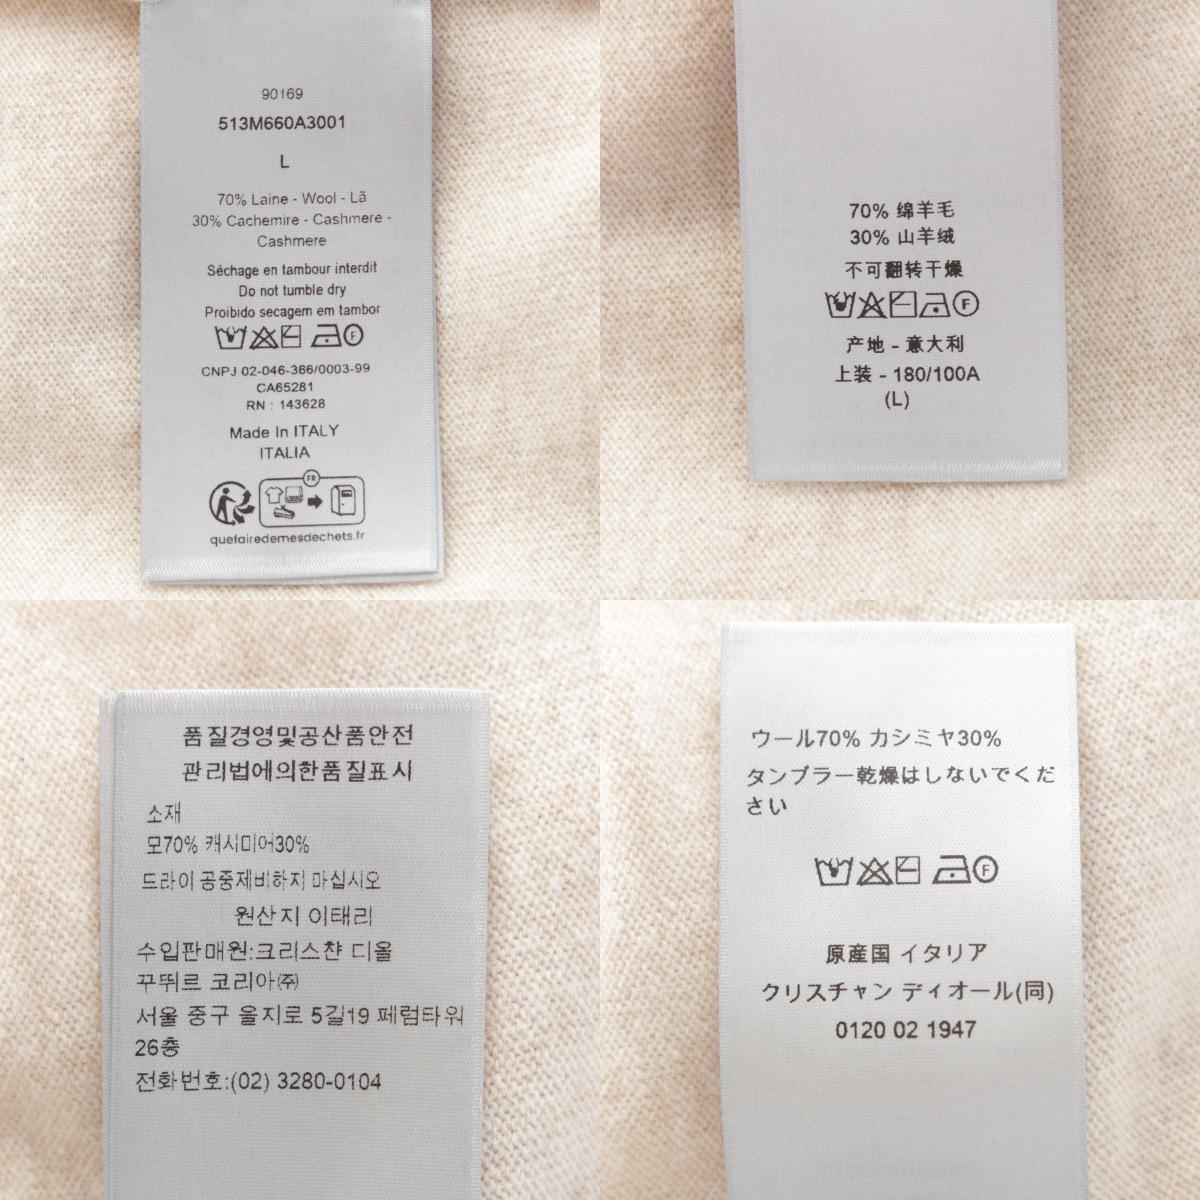 90169
513M660A3001
L
70% Laine - Wool - Lã
30% Cachemire - Cashmere -
Cashmere
Séchage en tambour interdit
Do not tumble dry
Proibido secagem em tambor
F
CNPJ 02-046-366/0003-99
CA65281
RN : 143628
Made In ITALY
ITALIA
FR
quefairedemesdechets.fr
70% 绵羊毛
30% 山羊绒
不可翻转干燥
F
产地 - 意大利
上装 - 180/100A
(L)
품질경영및공산품안전
관리법에의한품질표시
소재
모70% 캐시미어30%
드라이 공중제비하지 마십시오
원산지 이태리
수입판매원:크리스챤 디올
꾸뛰르 코리아㈜
서울 중구 을지로 5길19 페럼타워
26층
전화번호:(02) 3280-0104
ウール70% カシミヤ30%
タンブラー乾燥はしないでくだ
さい
F
原産国 イタリア
クリスチャン ディオール(同)
0120 02 1947